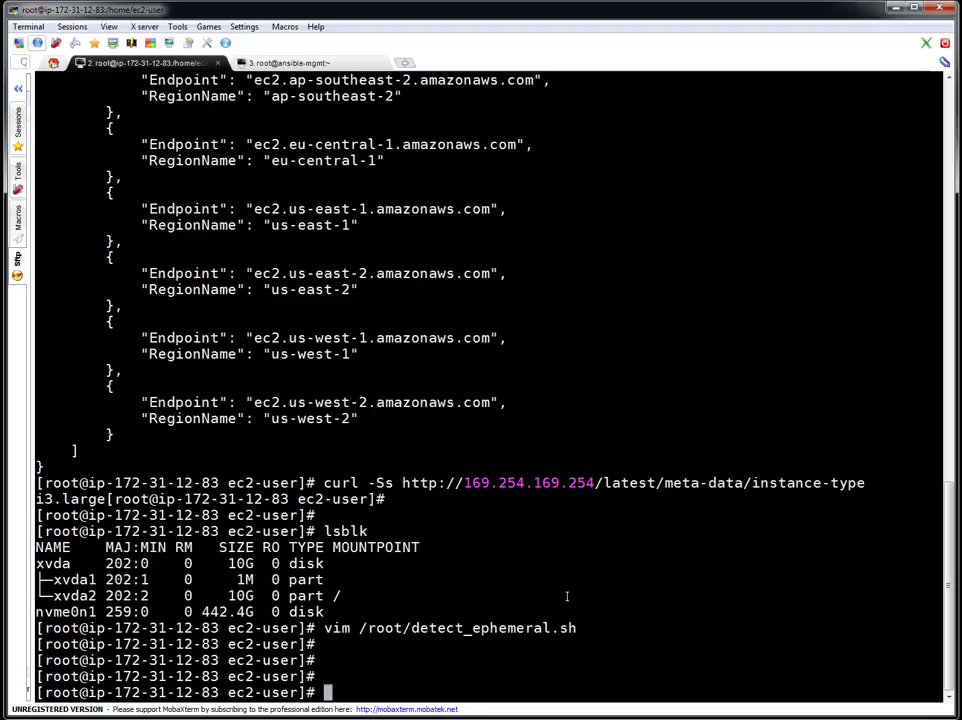 root@ip-172-31-12-83:/home/ec2-user
Terminal Sessions View X server Tools Games Settings Macros Help
2. root@ip-172-31-12-83:/home/ec 3. root@ansible-mgmt:~
Sessions
Tools
Macros
Sftp
"Endpoint": "ec2.ap-southeast-2.amazonaws.com",
"RegionName": "ap-southeast-2"
},
{
"Endpoint": "ec2.eu-central-1.amazonaws.com",
"RegionName": "eu-central-1"
},
{
"Endpoint": "ec2.us-east-1.amazonaws.com",
"RegionName": "us-east-1"
},
{
"Endpoint": "ec2.us-east-2.amazonaws.com",
"RegionName": "us-east-2"
},
{
"Endpoint": "ec2.us-west-1.amazonaws.com",
"RegionName": "us-west-1"
},
{
"Endpoint": "ec2.us-west-2.amazonaws.com",
"RegionName": "us-west-2"
}
]
}
[root@ip-172-31-12-83 ec2-user]# curl -Ss http://169.254.169.254/latest/meta-data/instance-type
i3.large[root@ip-172-31-12-83 ec2-user]#
[root@ip-172-31-12-83 ec2-user]#
[root@ip-172-31-12-83 ec2-user]# lsblk
NAME MAJ:MIN RM SIZE RO TYPE MOUNTPOINT
xvda 202:0 0 10G 0 disk
├─xvda1 202:1 0 1M 0 part
└─xvda2 202:2 0 10G 0 part /
nvme0n1 259:0 0 442.4G 0 disk
[root@ip-172-31-12-83 ec2-user]# vim /root/detect_ephemeral.sh
[root@ip-172-31-12-83 ec2-user]#
[root@ip-172-31-12-83 ec2-user]#
[root@ip-172-31-12-83 ec2-user]#
[root@ip-172-31-12-83 ec2-user]#
UNREGISTERED VERSION - Please support MobaXterm by subscribing to the professional edition here: http://mobaxterm.mobatek.net